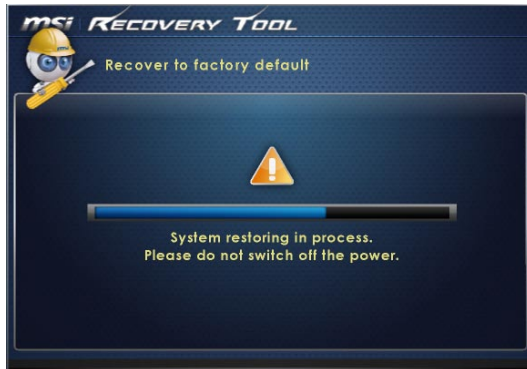 msi RECOVERY TOOL
Recover to factory default
System restoring in process.
Please do not switch off the power.